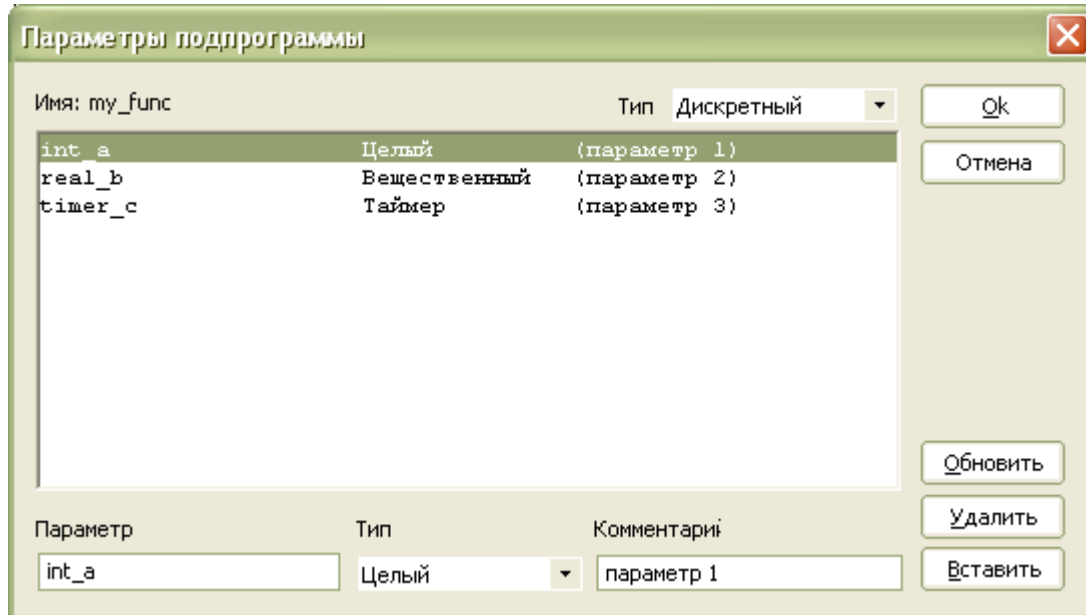 Параметры подпрограммы
Имя: my_func Тип Дискретный Ok
int_a Целый (параметр 1)
Отмена
real_b Вещественный (параметр 2)
timer_c Таймер (параметр 3)
Обновить
Удалить
Параметр Тип Комментарий
int_a Целый параметр 1 Вставить